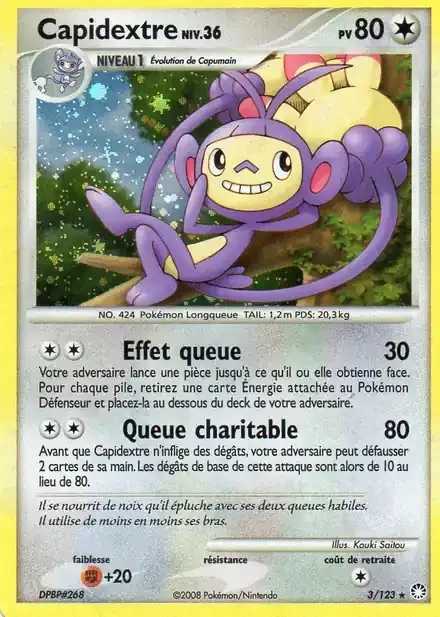 Capidextre NIV.36 PV 80
NIVEAU 1 Évolution de Capumain
NO. 424 Pokémon Longqueue TAIL: 1,2 m PDS: 20,3 kg
Effet queue 30
Votre adversaire lance une pièce jusqu'à ce qu'il ou elle obtienne face.
Pour chaque pile, retirez une carte Énergie attachée au Pokémon
Défenseur et placez-la au dessous du deck de votre adversaire.
Queue charitable 80
Avant que Capidextre n'inflige des dégâts, votre adversaire peut défausser
2 cartes de sa main. Les dégâts de base de cette attaque sont alors de 10 au
lieu de 80.
Il se nourrit de noix qu'il épluche avec ses deux queues habiles.
Il utilise de moins en moins ses bras.
Illus. Kouki Saitou
faiblesse résistance coût de retraite
+20
DPBP#268 ©2008 Pokémon/Nintendo 3/123 ★